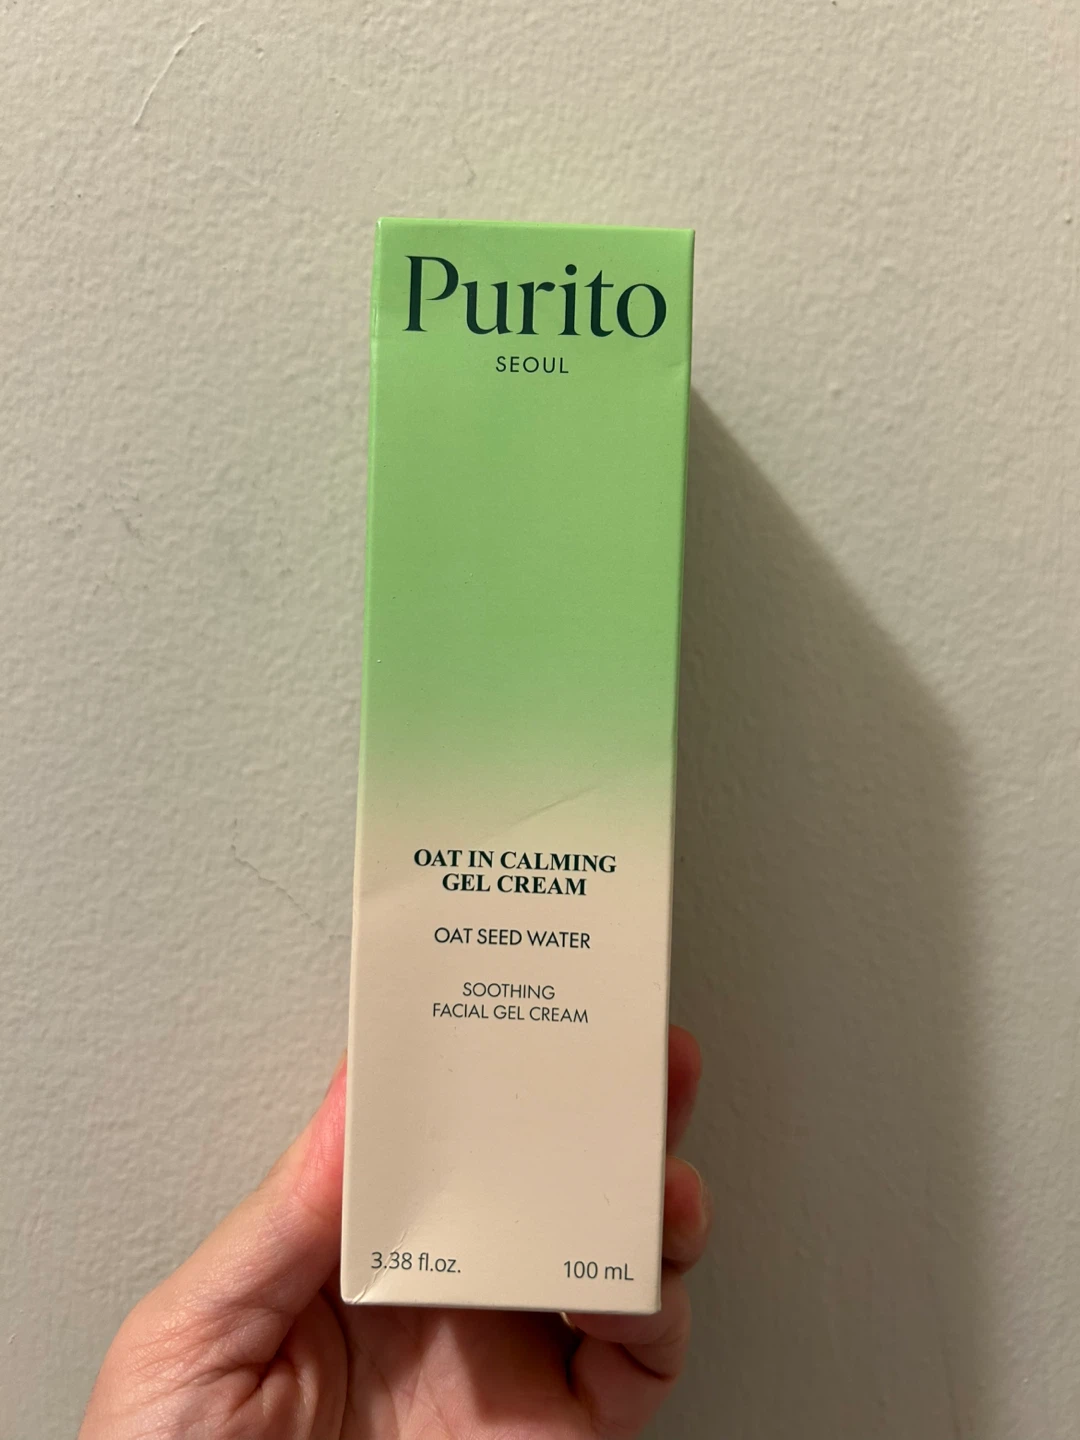 Purito
SEOUL
OAT IN CALMING
GEL CREAM
OAT SEED WATER
SOOTHING
FACIAL GEL CREAM
3.38 fl.oz. 100 mL